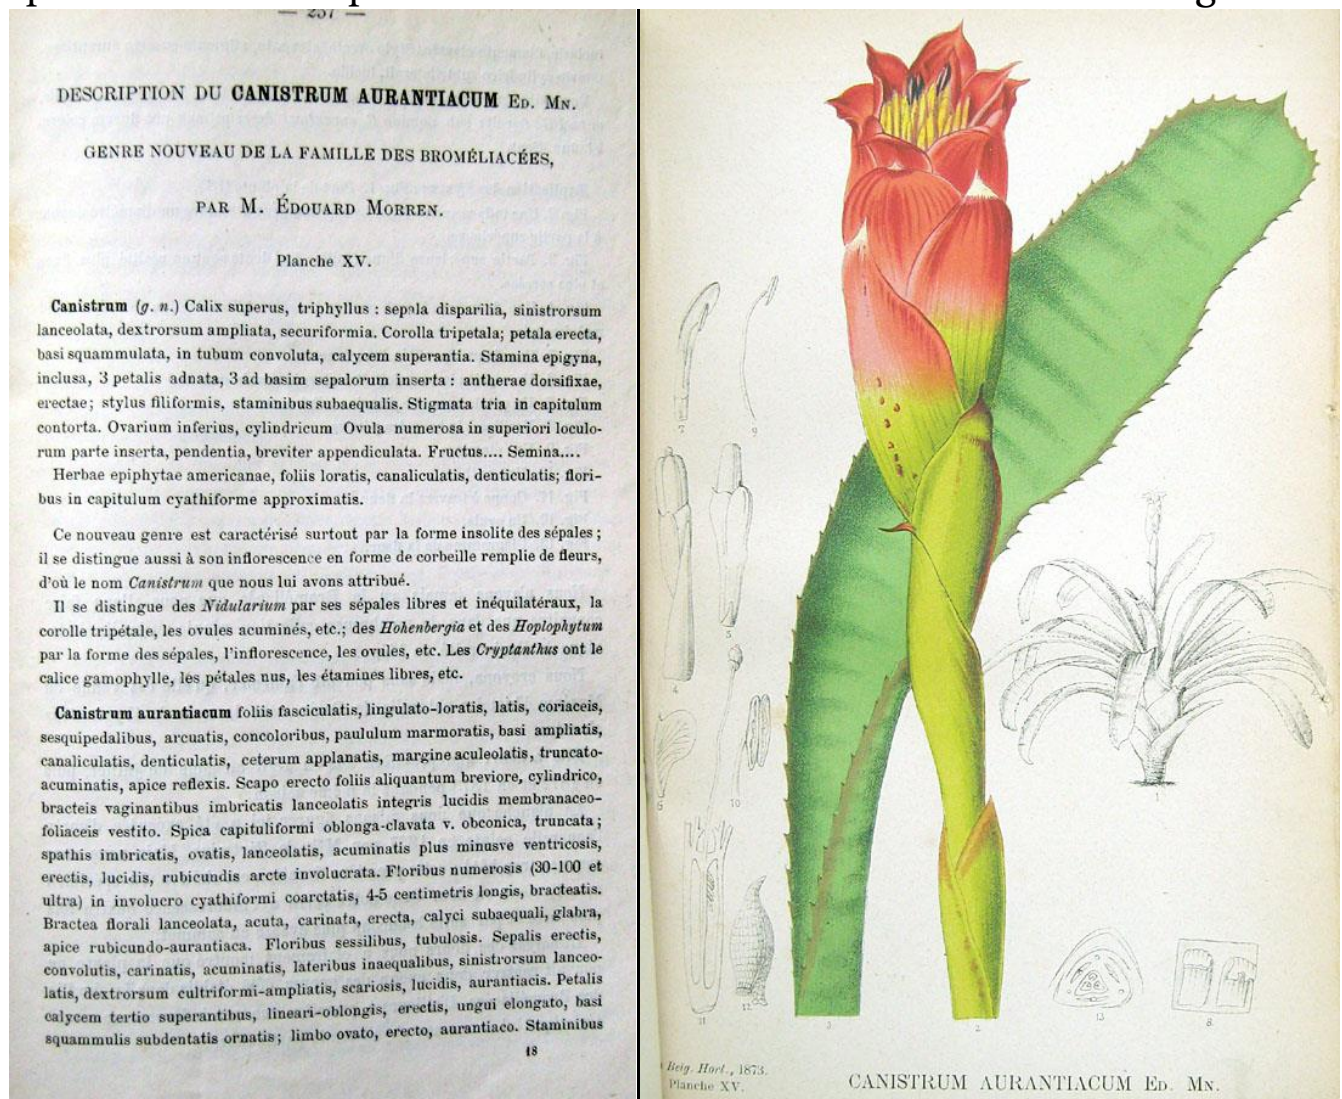 — 257 —
DESCRIPTION DU CANISTRUM AURANTIACUM ED. MN.
GENRE NOUVEAU DE LA FAMILLE DES BROMÉLIACÉES,
PAR M. ÉDOUARD MORREN.
Planche XV.
Canistrum (g. n.) Calix superus, triphyllus : sepala disparilia, sinistrorsum
lanceolata, dextrorsum ampliata, securiformia. Corolla tripetala; petala erecta,
basi squammulata, in tubum convoluta, calycem superantia. Stamina epigyna,
inclusa, 3 petalis adnata, 3 ad basim sepalorum inserta : antherae dorsifixae,
erectae; stylus filiformis, staminibus subaequalis. Stigmata tria in capitulum
contorta. Ovarium inferius, cylindricum Ovula numerosa in superiori loculo-
rum parte inserta, pendentia, breviter appendiculata. Fructus.... Semina....
Herbae epiphytae americanae, foliis loratis, canaliculatis, denticulatis; flori-
bus in capitulum cyathiforme approximatis.
Ce nouveau genre est caractérisé surtout par la forme insolite des sépales ;
il se distingue aussi à son inflorescence en forme de corbeille remplie de fleurs,
d'où le nom Canistrum que nous lui avons attribué.
Il se distingue des Nidularium par ses sépales libres et inéquilatéraux, la
corolle tripétale, les ovules acuminés, etc.; des Hohenbergia et des Hoplophytum
par la forme des sépales, l'inflorescence, les ovules, etc. Les Cryptanthus ont le
calice gamophylle, les pétales nus, les étamines libres, etc.
Canistrum aurantiacum foliis fasciculatis, lingulato-loratis, latis, coriaceis,
sesquipedalibus, arcuatis, concoloribus, paululum marmoratis, basi ampliatis,
canaliculatis, denticulatis, ceterum applanatis, margine aculeolatis, truncato-
acuminatis, apice reflexis. Scapo erecto foliis aliquantum breviore, cylindrico,
bracteis vaginantibus imbricatis lanceolatis integris lucidis membranaceo-
foliaceis vestito. Spica capituliformi oblonga-clavata v. obconica, truncata ;
spathis imbricatis, ovatis, lanceolatis, acuminatis plus minusve ventricosis,
erectis, lucidis, rubicundis arcte involucrata. Floribus numerosis (30-100 et
ultra) in involucro cyathiformi coarctatis, 4-5 centimetris longis, bracteatis.
Bractea florali lanceolata, acuta, carinata, erecta, calyci subaequali, glabra,
apice rubicundo-aurantiaca. Floribus sessilibus, tubulosis. Sepalis erectis,
convolutis, carinatis, acuminatis, lateribus inaequalibus, sinistrorsum lanceo-
latis, dextrorsum cultriformi-ampliatis, scariosis, lucidis, aurantiacis. Petalis
calycem tertio superantibus, lineari-oblongis, erectis, ungui elongato, basi
squammulis subdentatis ornatis ; limbo ovato, erecto, aurantiaco. Staminibus
18
7
9
4
5
6
10
1
11
12
3
2
13
8
Belg. Hort., 1873.
Planche XV.
CANISTRUM AURANTIACUM ED. MN.